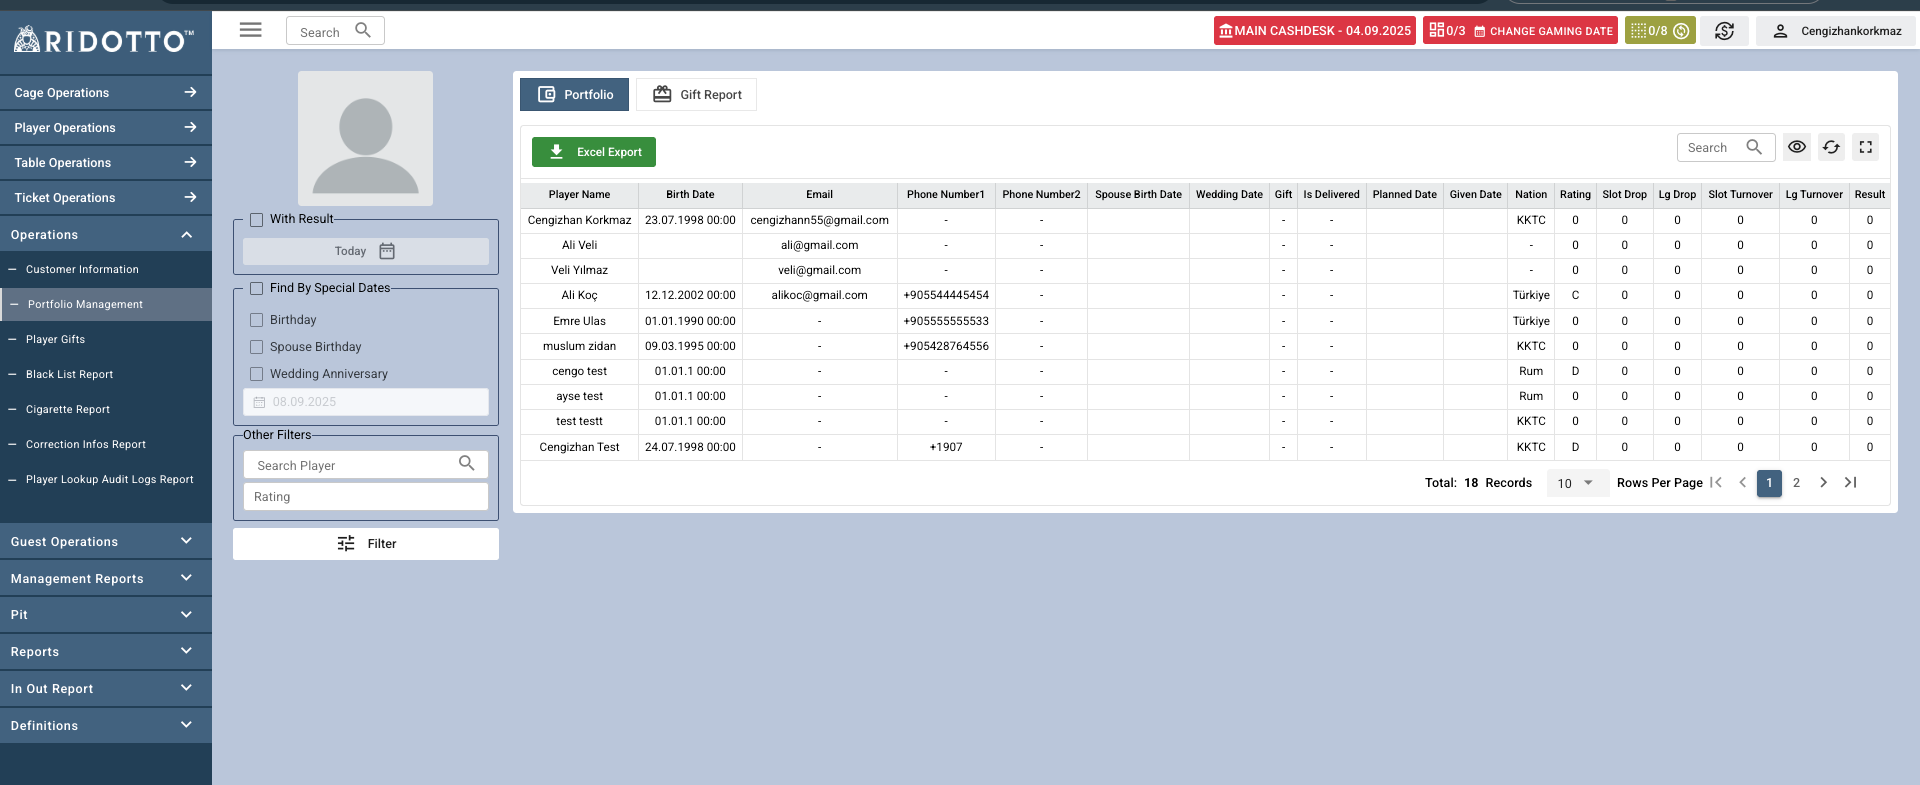 RIDOTTO™
Search
MAIN CASHDESK - 04.09.2025
0/3 CHANGE GAMING DATE
0/8
Cengizhankorkmaz
Cage Operations
Player Operations
Table Operations
Ticket Operations
Operations
Customer Information
Portfolio Management
Player Gifts
Black List Report
Cigarette Report
Correction Infos Report
Player Lookup Audit Logs Report
Guest Operations
Management Reports
Pit
Reports
In Out Report
Definitions
With Result
Today
Find By Special Dates
Birthday
Spouse Birthday
Wedding Anniversary
08.09.2025
Other Filters
Search Player
Rating
Filter
Portfolio Gift Report
Excel Export Search
Player Name Birth Date Email Phone Number1 Phone Number2 Spouse Birth Date Wedding Date Gift Is Delivered Planned Date Given Date Nation Rating Slot Drop Lg Drop Slot Turnover Lg Turnover Result
Cengizhan Korkmaz 23.07.1998 00:00 cengizhann55@gmail.com - - - - KKTC 0 0 0 0 0 0
Ali Veli ali@gmail.com - - - - - 0 0 0 0 0 0
Veli Yılmaz veli@gmail.com - - - - - 0 0 0 0 0 0
Ali Koç 12.12.2002 00:00 alikoc@gmail.com +905544445454 - - - Türkiye C 0 0 0 0 0
Emre Ulas 01.01.1990 00:00 - +905555555533 - - - Türkiye 0 0 0 0 0 0
muslum zidan 09.03.1995 00:00 - +905428764556 - - - KKTC 0 0 0 0 0 0
cengo test 01.01.1 00:00 - - - - - Rum D 0 0 0 0 0
ayse test 01.01.1 00:00 - - - - - Rum 0 0 0 0 0 0
test testt 01.01.1 00:00 - - - - - KKTC 0 0 0 0 0 0
Cengizhan Test 24.07.1998 00:00 - +1907 - - - KKTC D 0 0 0 0 0
Total: 18 Records 10 Rows Per Page 1 2